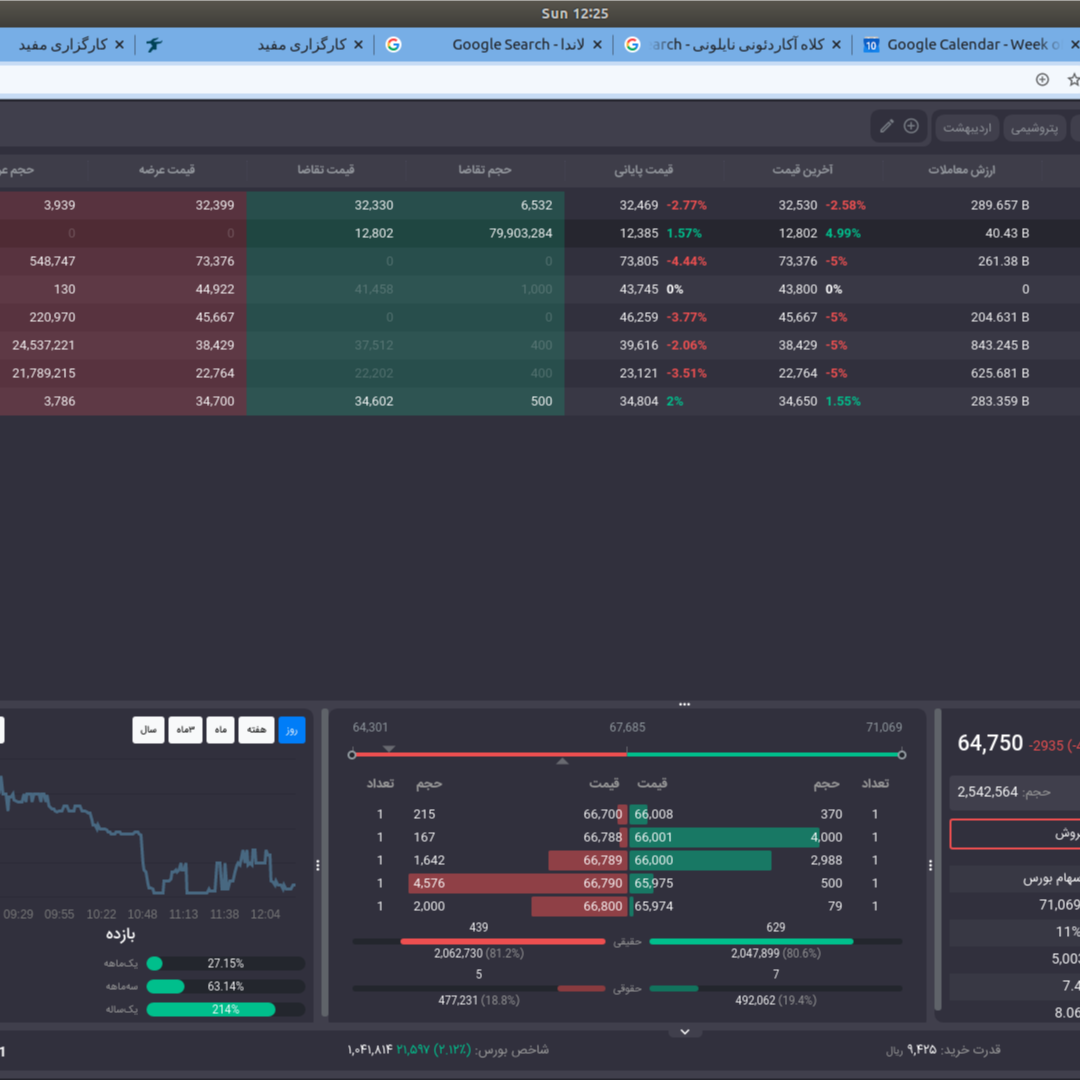 Sun 12:25
کارگزاری مفید × کارگزاری مفید × Google Search - لاندا × کلاه آکاردئونی نایلونی - arch × 10 Google Calendar - Week o ×
اردیبهشت پتروشیمی
ارزش معاملات آخرین قیمت قیمت پایانی حجم تقاضا قیمت تقاضا قیمت عرضه حجم عر
3,939 32,399 32,330 6,532 32,469 -2.77% 32,530 -2.58% 289.657 B
0 0 12,802 79,903,284 12,385 1.57% 12,802 4.99% 40.43 B
548,747 73,376 0 0 73,805 -4.44% 73,376 -5% 261.38 B
130 44,922 41,458 1,000 43,745 0% 43,800 0% 0
220,970 45,667 0 0 46,259 -3.77% 45,667 -5% 204.631 B
24,537,221 38,429 37,512 400 39,616 -2.06% 38,429 -5% 843.245 B
21,789,215 22,764 22,202 400 23,121 -3.51% 22,764 -5% 625.681 B
3,786 34,700 34,602 500 34,804 2% 34,650 1.55% 283.359 B
64,750 -2935 (-4
حجم: 2,542,564
روش
سهام بورس
71,069
11%
5,003
7.4
8.06
64,301 67,685 71,069
تعداد حجم قیمت قیمت حجم تعداد
1 215 66,700 66,008 370 1
1 167 66,788 66,001 4,000 1
1 1,642 66,789 66,000 2,988 1
1 4,576 66,790 65,975 500 1
1 2,000 66,800 65,974 79 1
439 629
حقیقی
2,062,730 (81.2%) 2,047,899 (80.6%)
5 7
حقوقی
477,231 (18.8%) 492,062 (19.4%)
روز هفته ماه ۳ماه سال
09:29 09:55 10:22 10:48 11:13 11:38 12:04
بازده
یک‌ماهه 27.15%
سه‌ماهه 63.14%
یک‌ساله 214%
قدرت خرید: ۹,۴۲۵ ریال
شاخص بورس: (۲.۱۲٪) ۲۱,۵۹۷ ۱,۰۴۱,۸۱۴
1